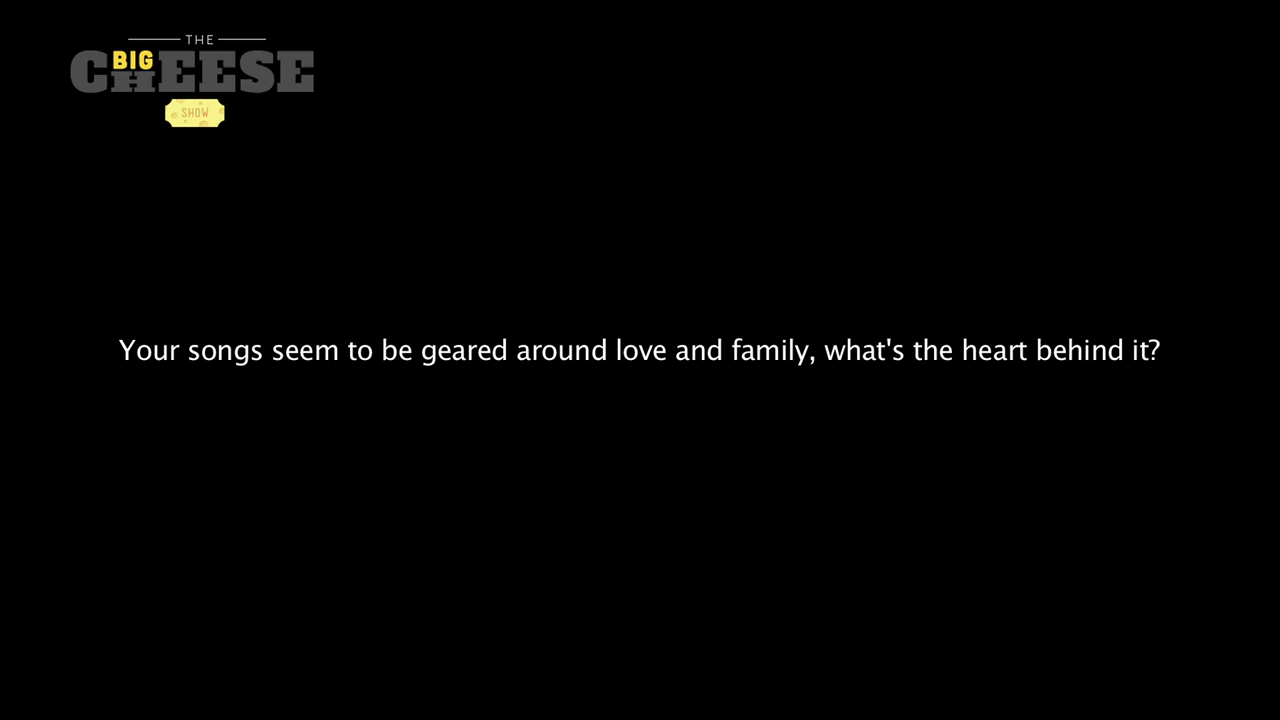 THE
BIG
CHEESE
SHOW
Your songs seem to be geared around love and family, what's the heart behind it?